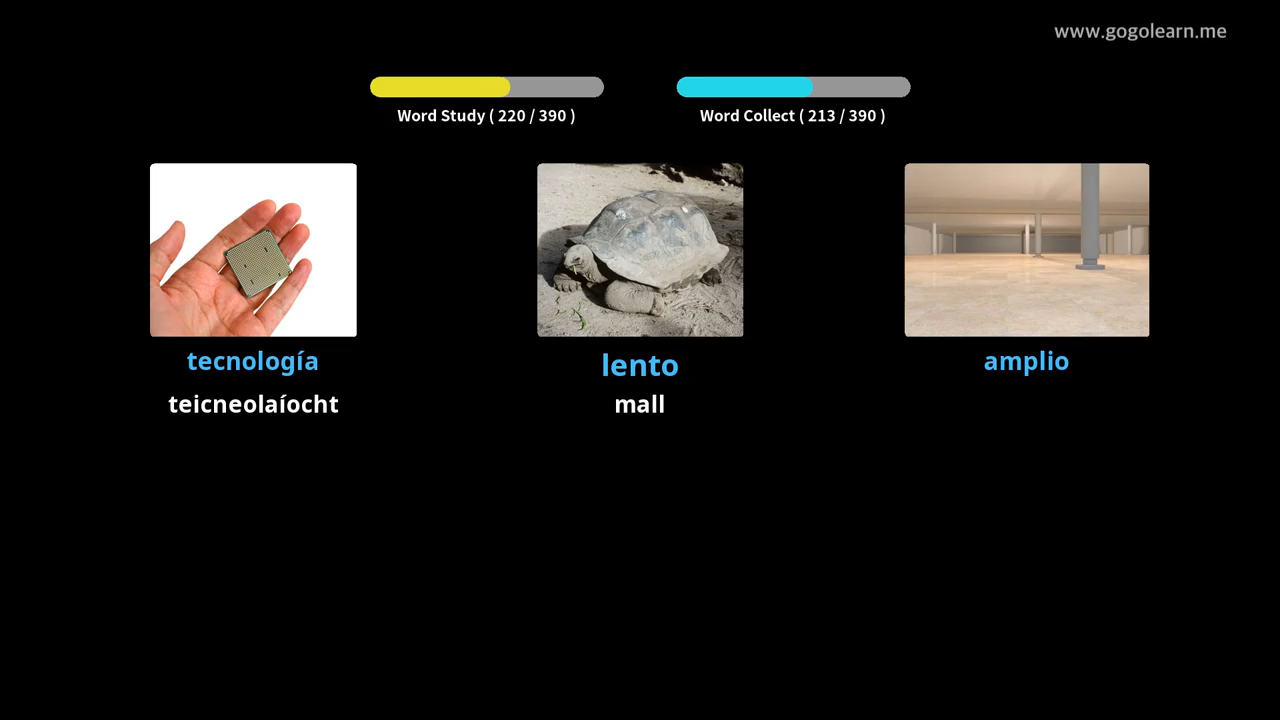 www.gogolearn.me
Word Study ( 220 / 390 )
Word Collect ( 213 / 390 )
tecnología
lento
amplio
teicneolaíocht
mall